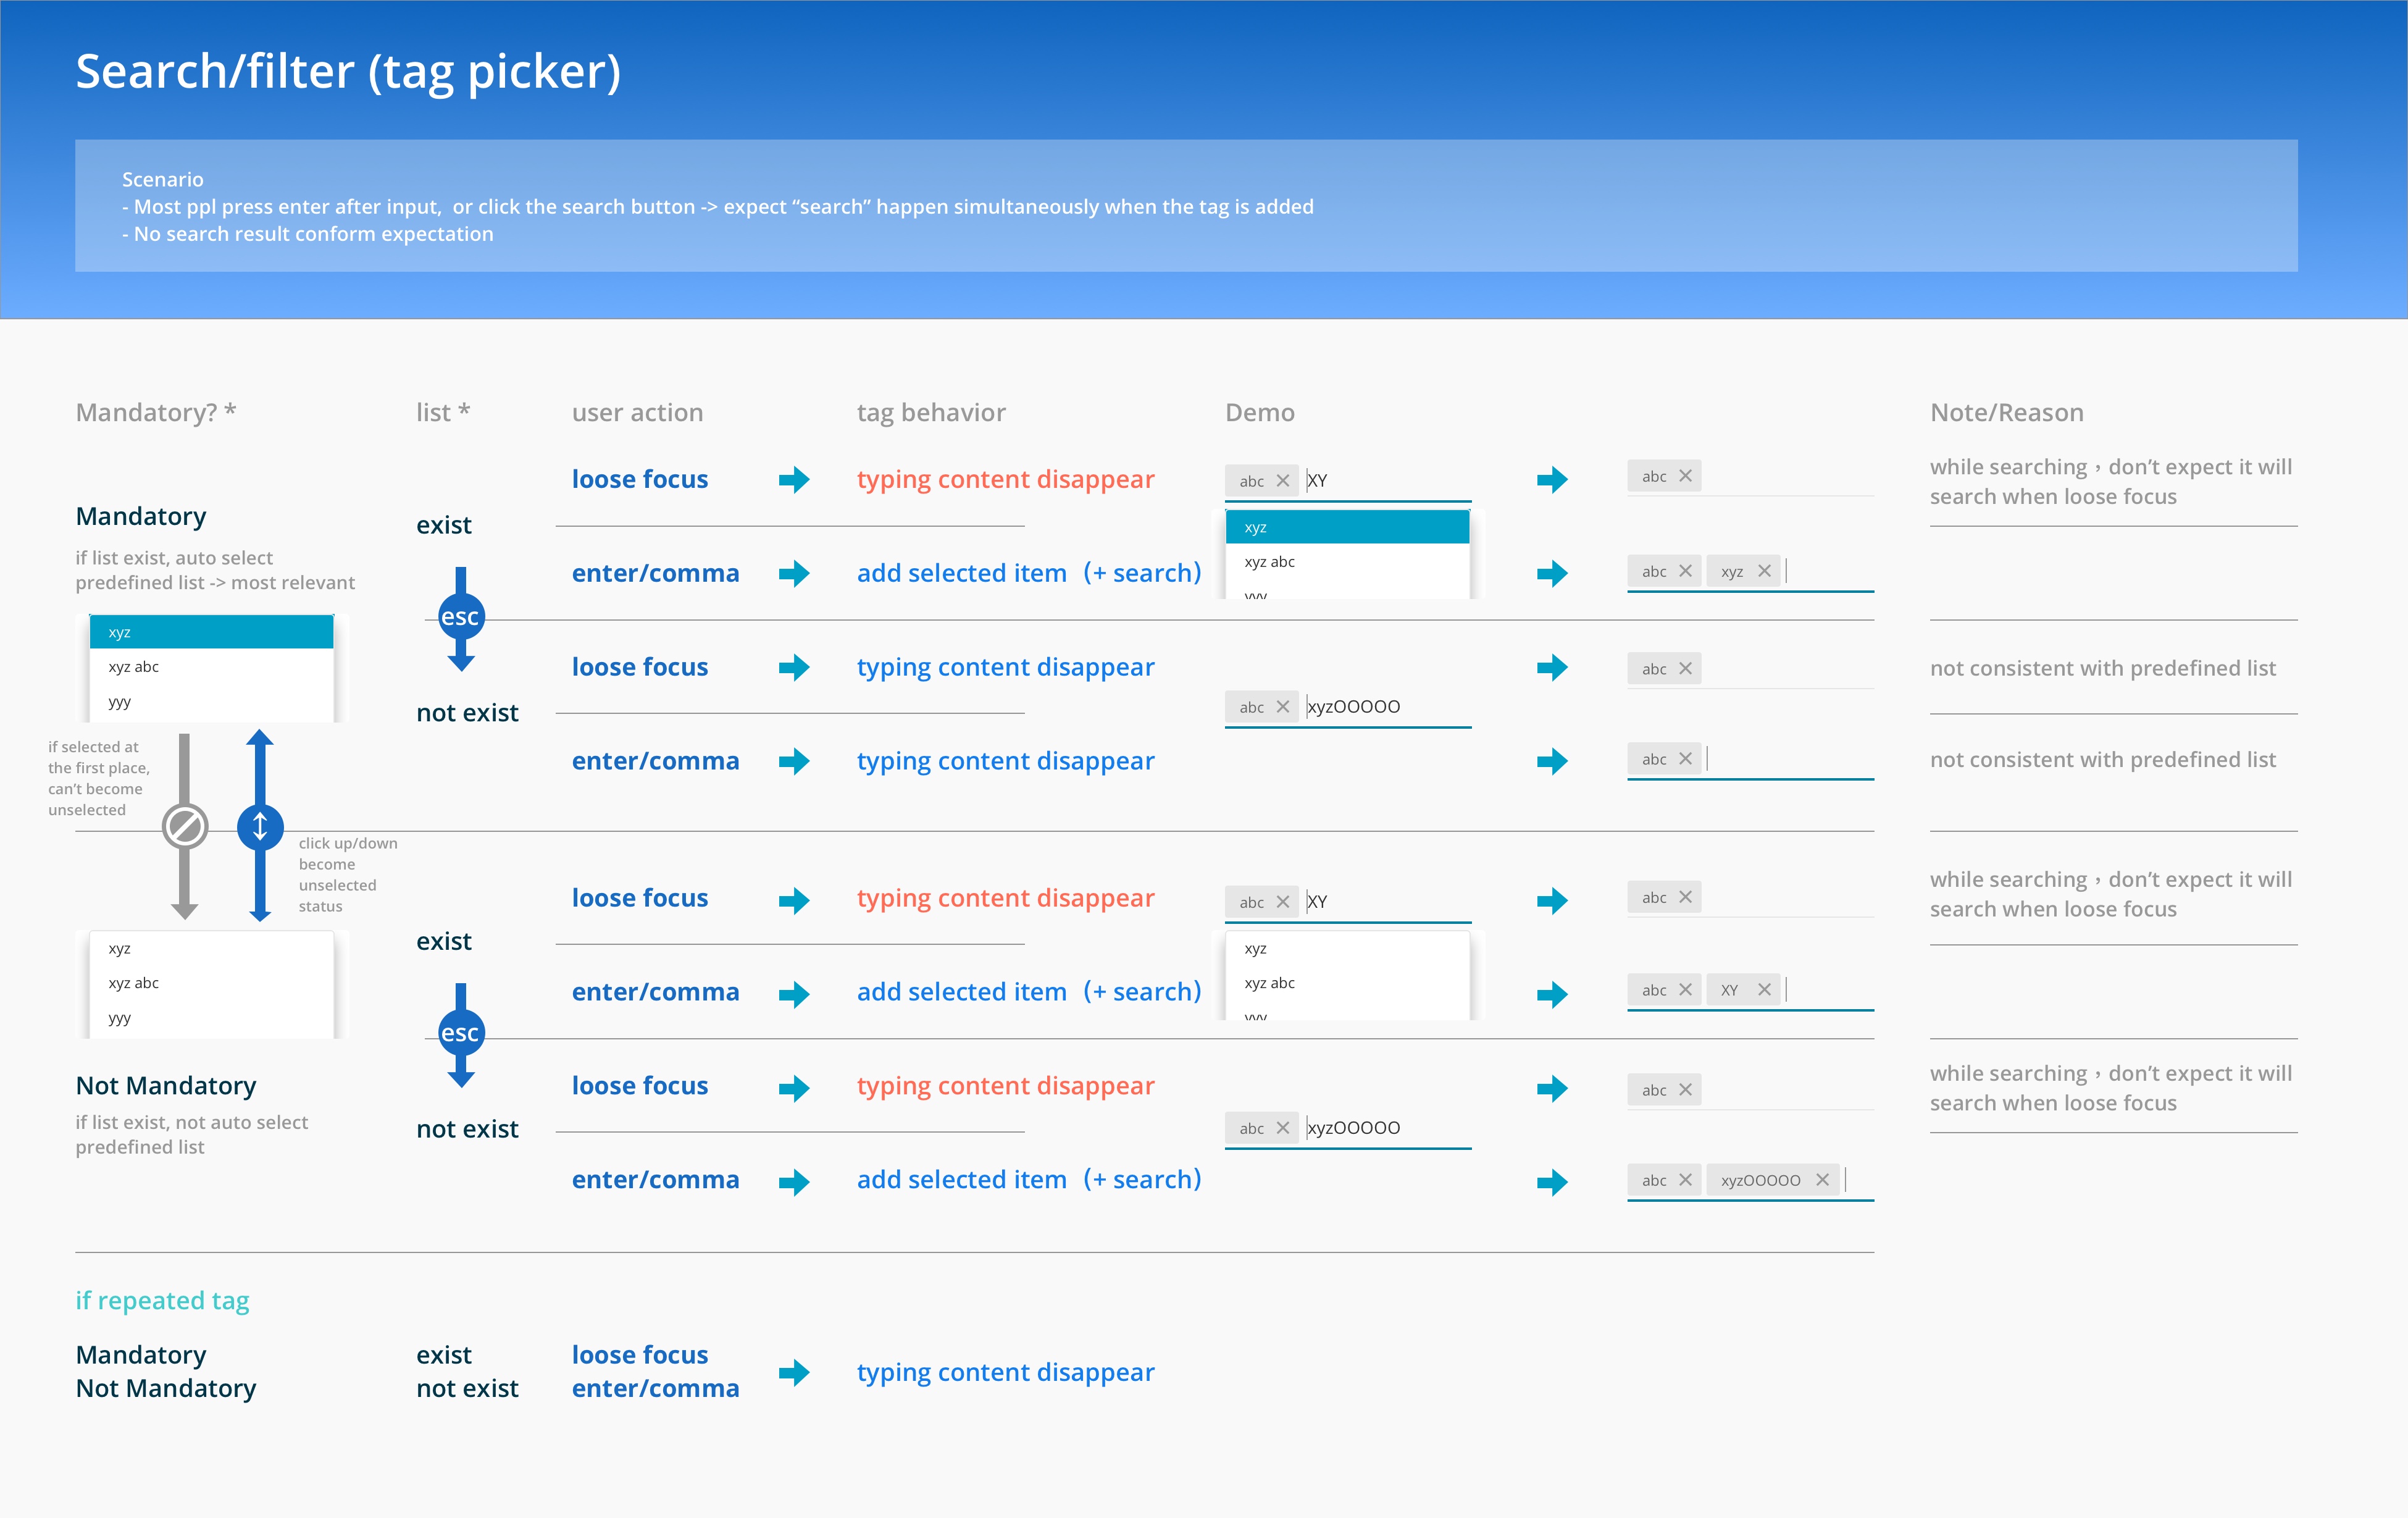 Search/filter (tag picker)
Scenario
- Most ppl press enter after input,  or click the search button -> expect “search” happen simultaneously when the tag is added
- No search result conform expectation
Mandatory? *
list *
user action
tag behavior
Demo
Note/Reason
Mandatory
if list exist, auto select
predefined list -> most relevant
xyz
xyz abc
yyy
exist
esc
not exist
loose focus
typing content disappear
abc
XY
abc
while searching，don’t expect it will
search when loose focus
enter/comma
add selected item （+ search）
xyz
xyz abc
yyy
abc
xyz
loose focus
typing content disappear
abc
xyzOOOOO
abc
not consistent with predefined list
enter/comma
typing content disappear
abc
not consistent with predefined list
if selected at
the first place,
can’t become
unselected
click up/down
become
unselected
status
xyz
xyz abc
yyy
Not Mandatory
if list exist, not auto select
predefined list
exist
esc
not exist
loose focus
typing content disappear
abc
XY
abc
while searching，don’t expect it will
search when loose focus
enter/comma
add selected item （+ search）
xyz
xyz abc
yyy
abc
XY
loose focus
typing content disappear
abc
xyzOOOOO
abc
while searching，don’t expect it will
search when loose focus
enter/comma
add selected item （+ search）
abc
xyzOOOOO
if repeated tag
Mandatory
Not Mandatory
exist
not exist
loose focus
enter/comma
typing content disappear